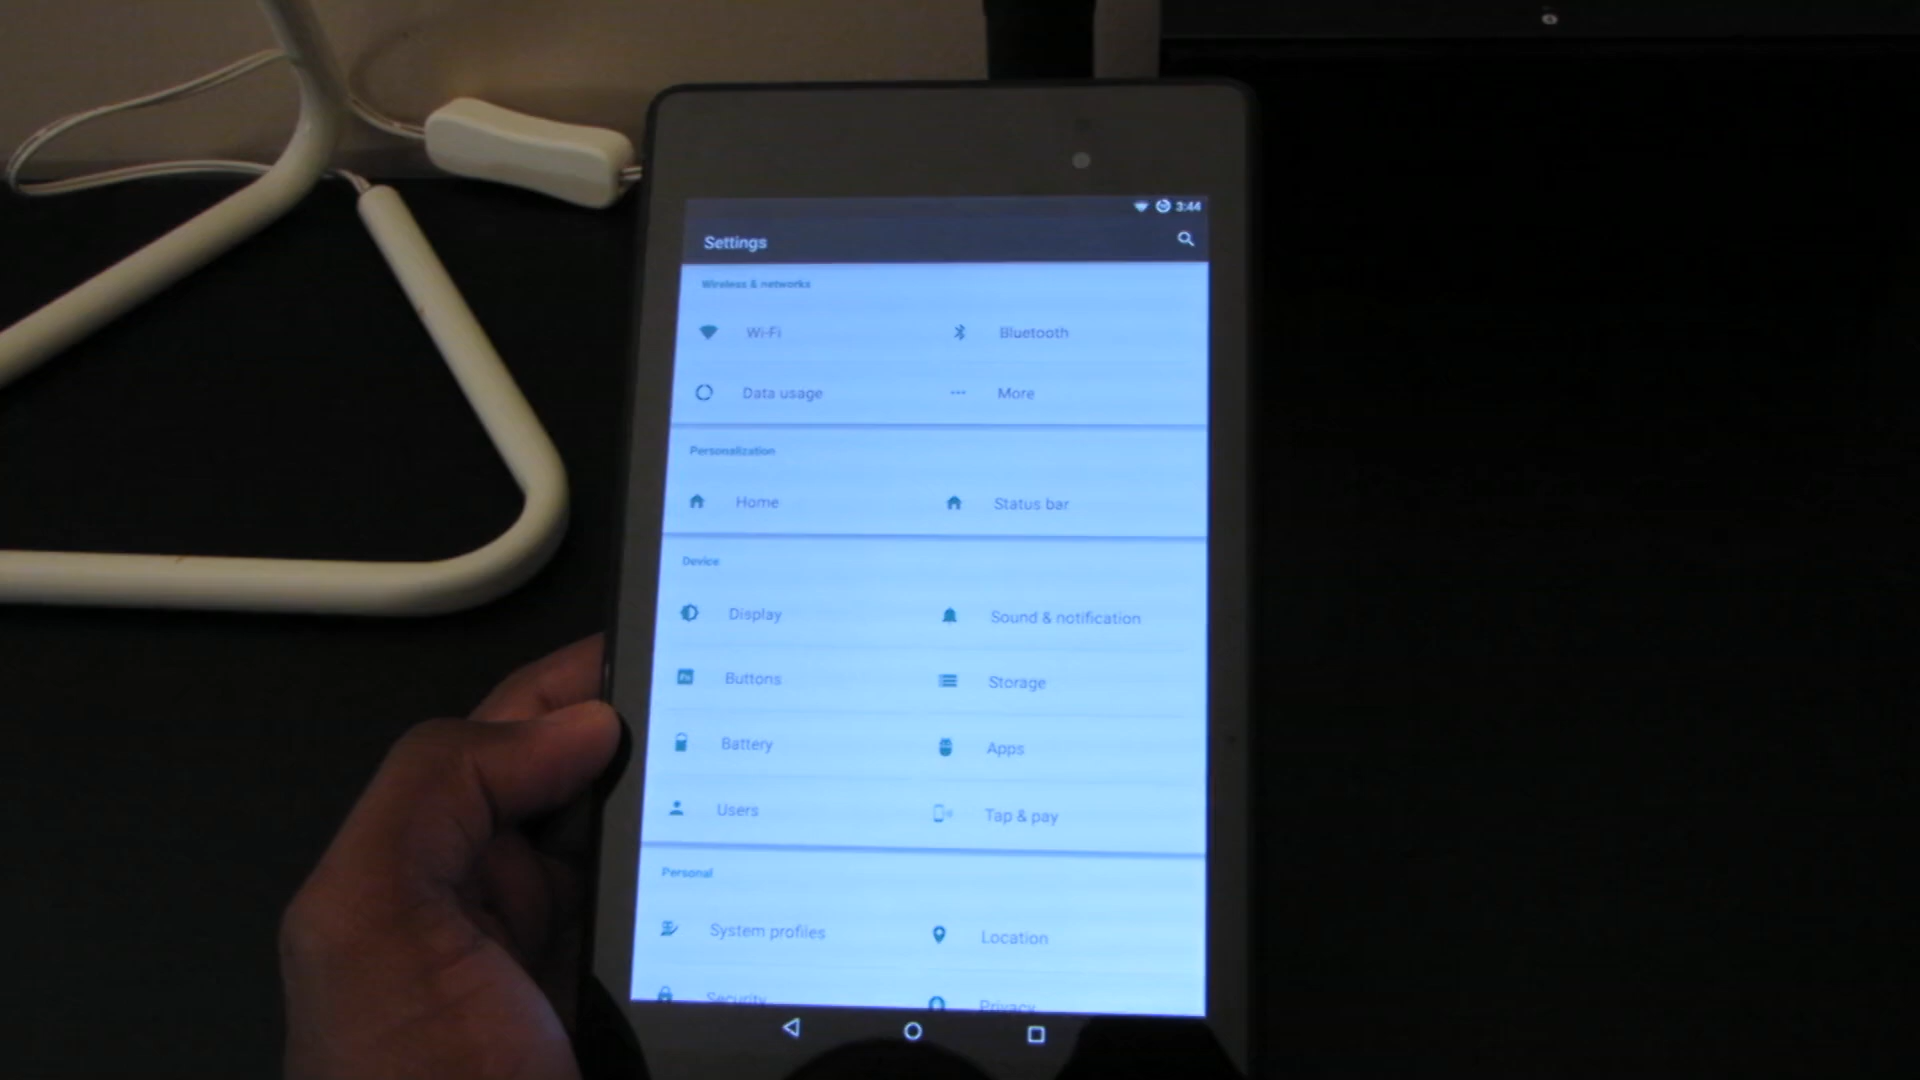 3:44
Settings
Wireless & networks
Wi-Fi Bluetooth
Data usage More
Personalization
Home Status bar
Device
Display Sound & notification
Buttons Storage
Battery Apps
Users Tap & pay
Personal
System profiles Location
Security Privacy